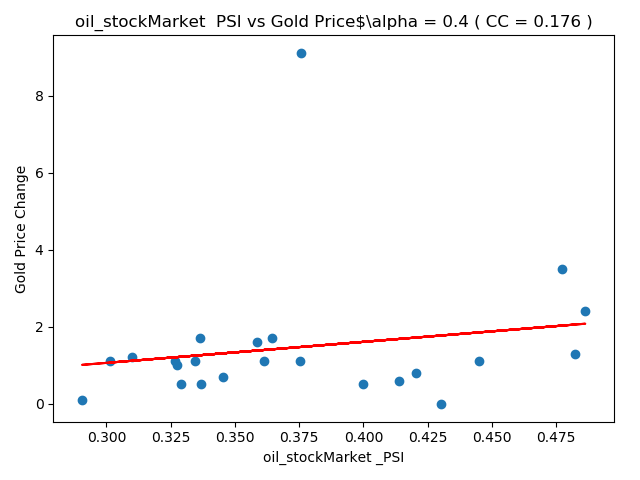 oil_stockMarket  PSI vs Gold Price$\alpha = 0.4 ( CC = 0.176 )
8
6
4
2
0
Gold Price Change
0.300 0.325 0.350 0.375 0.400 0.425 0.450 0.475
oil_stockMarket _PSI